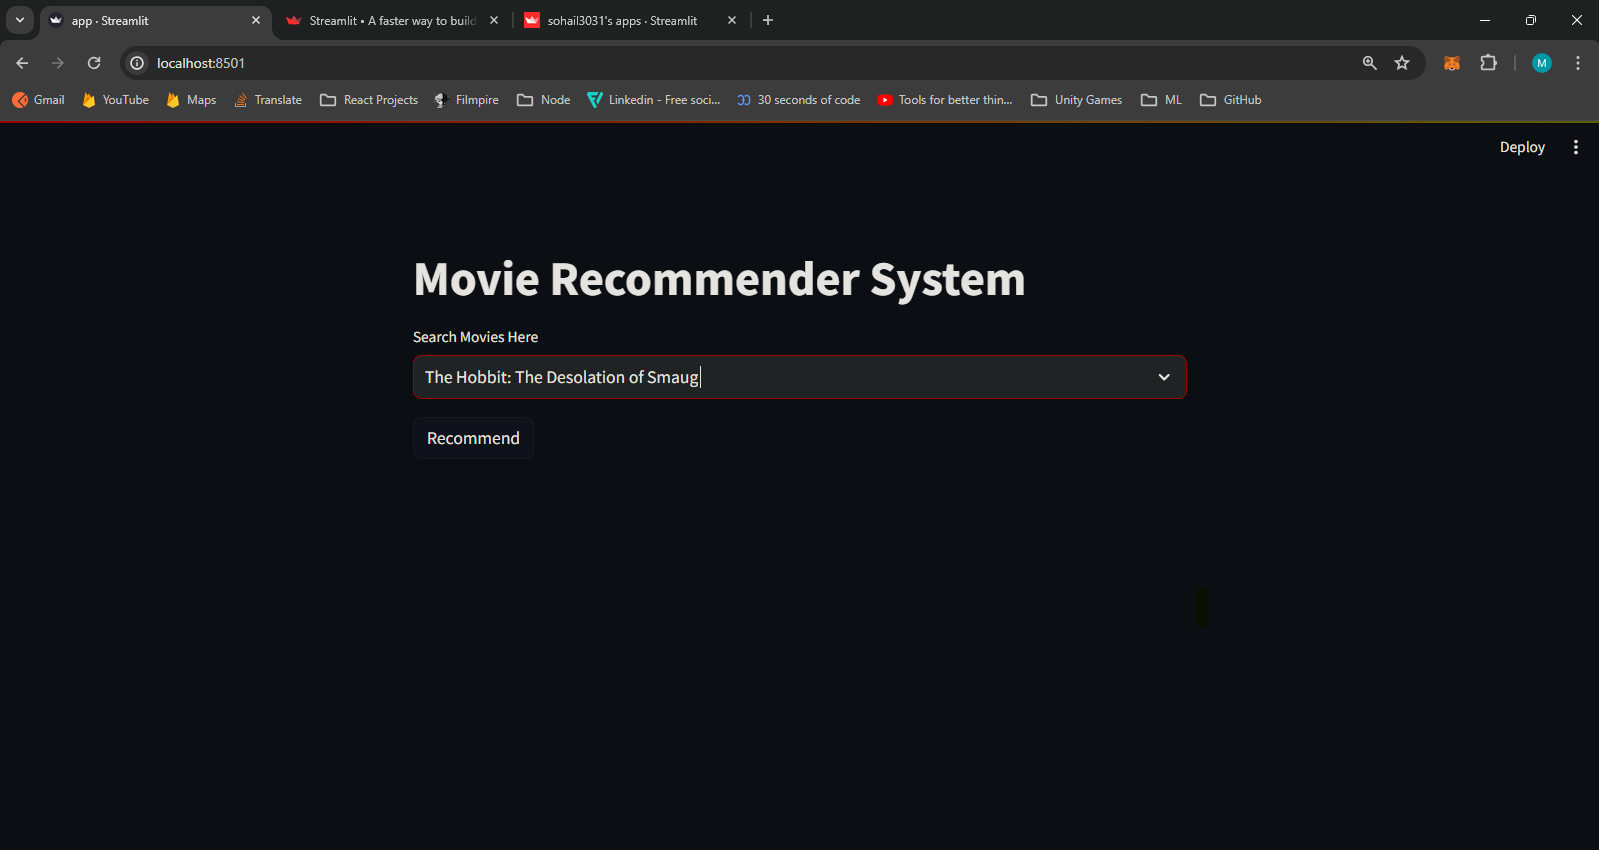 app · Streamlit
Streamlit • A faster way to build
sohail3031's apps · Streamlit
localhost:8501
M
Gmail
YouTube
Maps
Translate
React Projects
Filmpire
Node
Linkedin - Free soci...
30 seconds of code
Tools for better thin...
Unity Games
ML
GitHub
Deploy
Movie Recommender System
Search Movies Here
The Hobbit: The Desolation of Smaug
Recommend